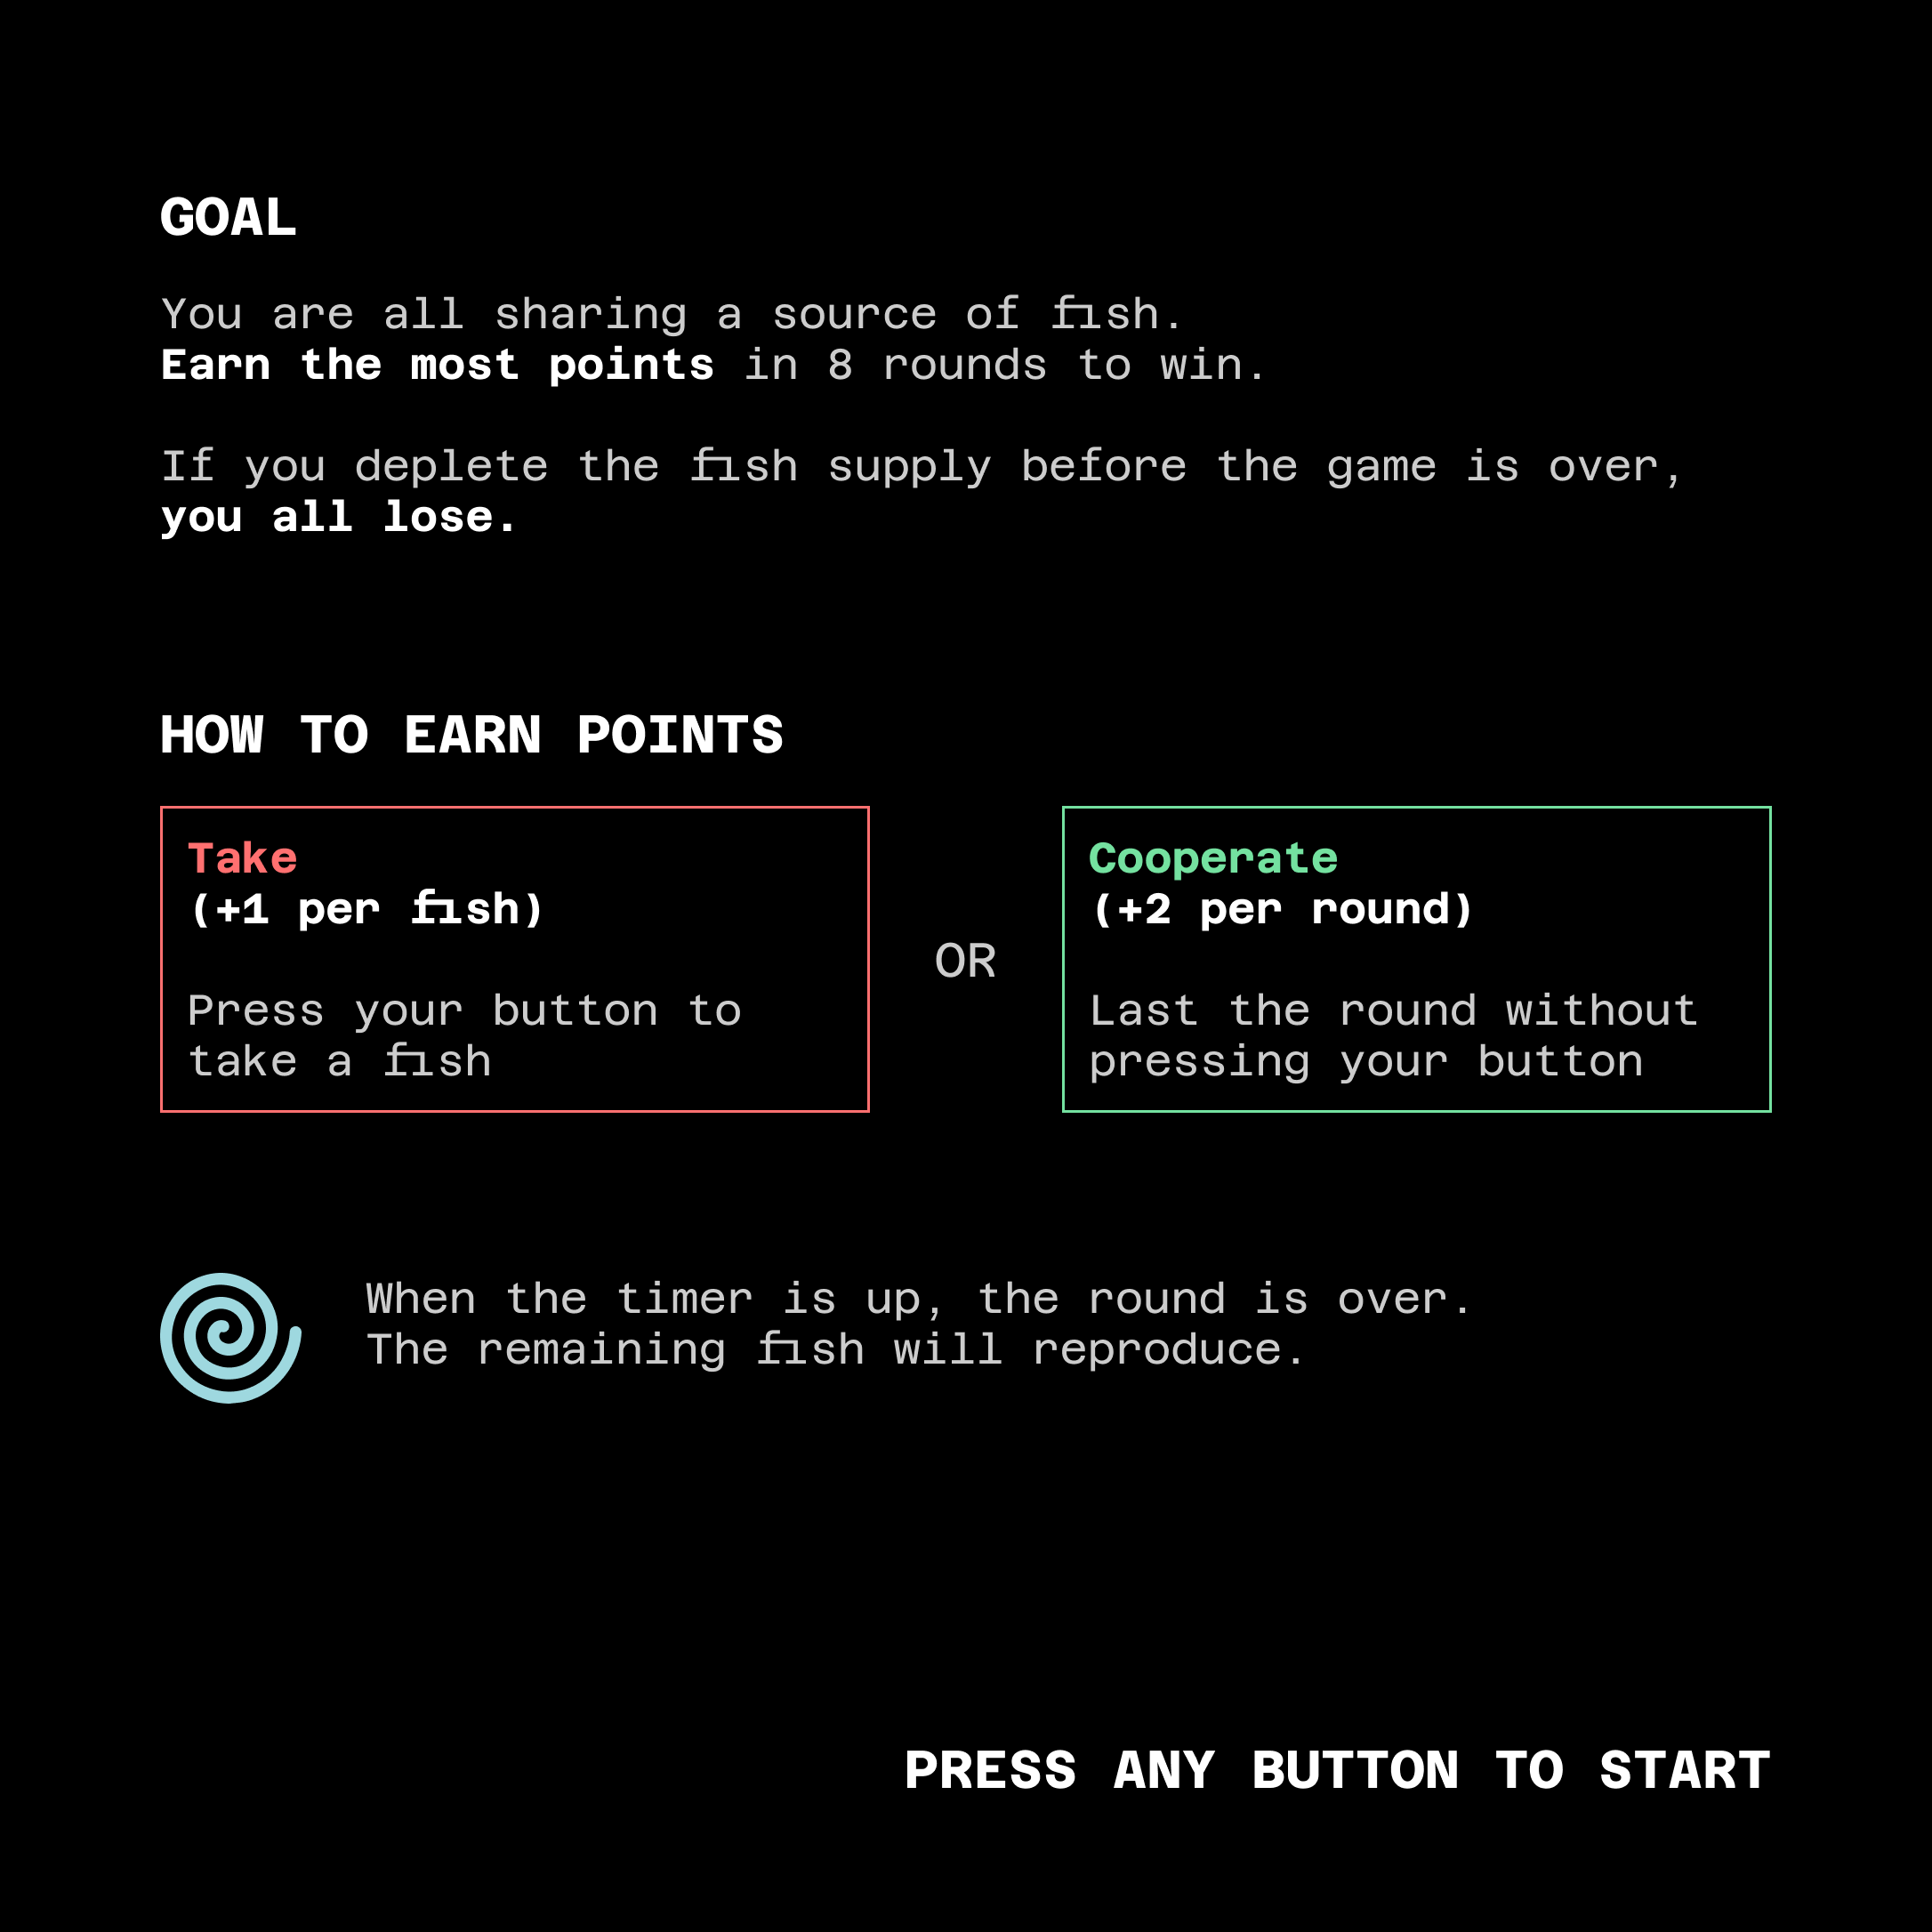 GOAL
You are all sharing a source of fish.
Earn the most points in 8 rounds to win.
If you deplete the fish supply before the game is over,
you all lose.
HOW TO EARN POINTS
Take
(+1 per fish)
Press your button to
take a fish
OR
Cooperate
(+2 per round)
Last the round without
pressing your button
When the timer is up, the round is over.
The remaining fish will reproduce.
PRESS ANY BUTTON TO START